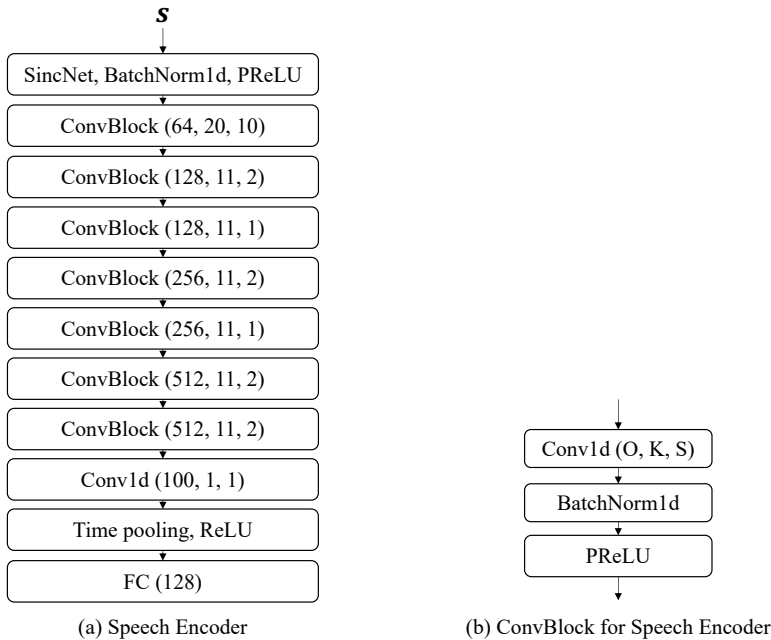 s
SincNet, BatchNorm1d, PReLU
ConvBlock (64, 20, 10)
ConvBlock (128, 11, 2)
ConvBlock (128, 11, 1)
ConvBlock (256, 11, 2)
ConvBlock (256, 11, 1)
ConvBlock (512, 11, 2)
ConvBlock (512, 11, 2)
Conv1d (100, 1, 1)
Time pooling, ReLU
FC (128)
(a) Speech Encoder
Conv1d (O, K, S)
BatchNorm1d
PReLU
(b) ConvBlock for Speech Encoder